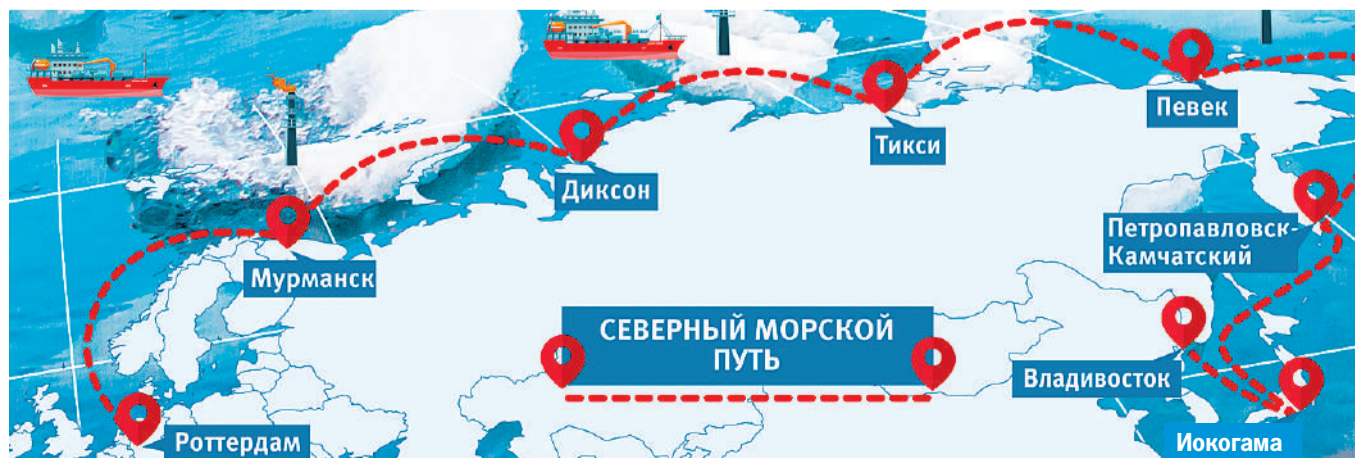 Певек
Тикси
Диксон
Петропавловск-
Камчатский
Мурманск
СЕВЕРНЫЙ МОРСКОЙ
ПУТЬ
Владивосток
Роттердам
Иокогама